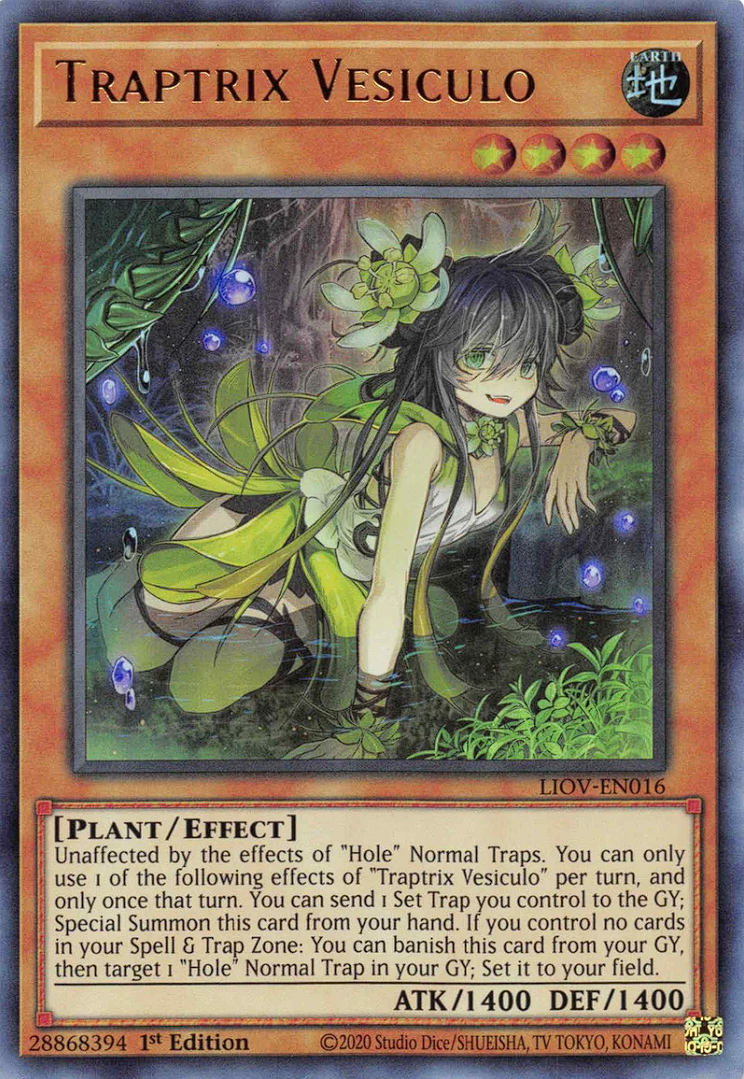 Traptrix Vesiculo
EARTH
地
LIOV-EN016
[Plant/Effect]
Unaffected by the effects of "Hole" Normal Traps. You can only
use 1 of the following effects of "Traptrix Vesiculo" per turn, and
only once that turn. You can send 1 Set Trap you control to the GY;
Special Summon this card from your hand. If you control no cards
in your Spell & Trap Zone: You can banish this card from your GY,
then target 1 "Hole" Normal Trap in your GY; Set it to your field.
ATK/1400 DEF/1400
28868394 1st Edition ©2020 Studio Dice/SHUEISHA, TV TOKYO, KONAMI